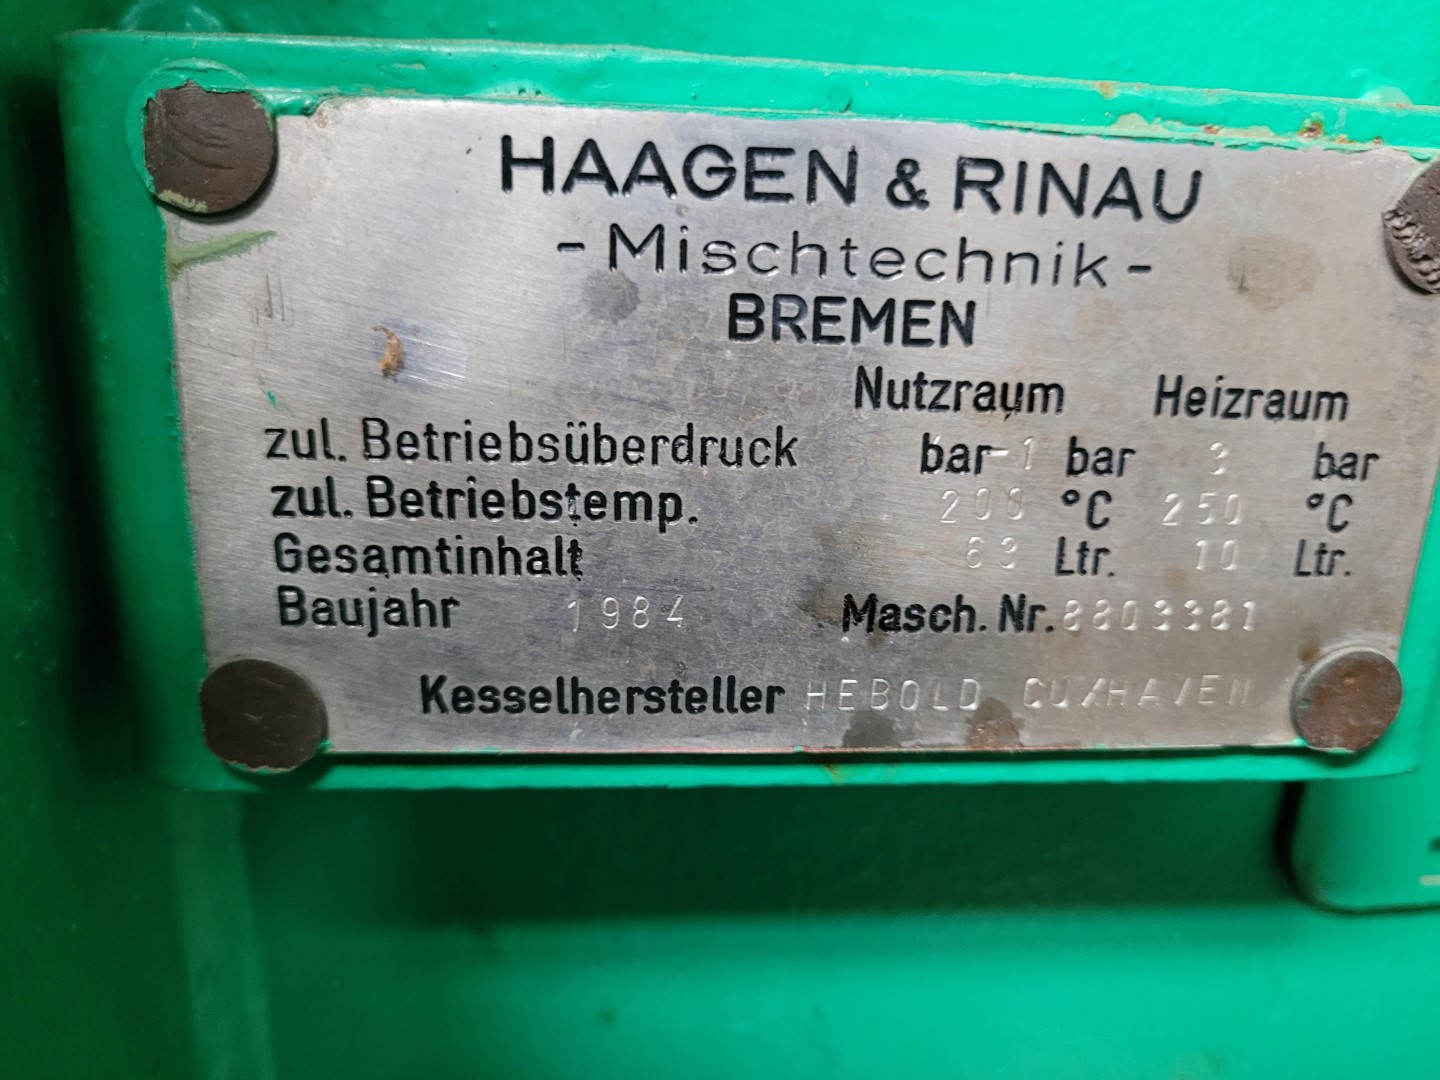 HAAGEN & RINAU
- Mischtechnik -
BREMEN
Nutzraum Heizraum
zul. Betriebsüberdruck bar -1 bar 3 bar
zul. Betriebstemp. 200 °C 250 °C
Gesamtinhalt 63 Ltr. 10 Ltr.
Baujahr 1984 Masch. Nr. 8803381
Kesselhersteller HEBOLD CUXHAVEN